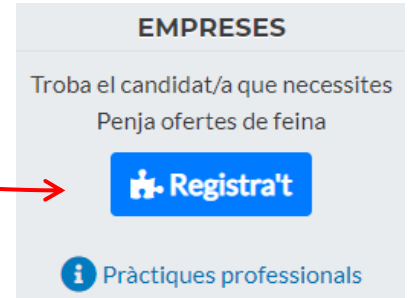 EMPRESES
Troba el candidat/a que necessites
Penja ofertes de feina
Registra't
Pràctiques professionals